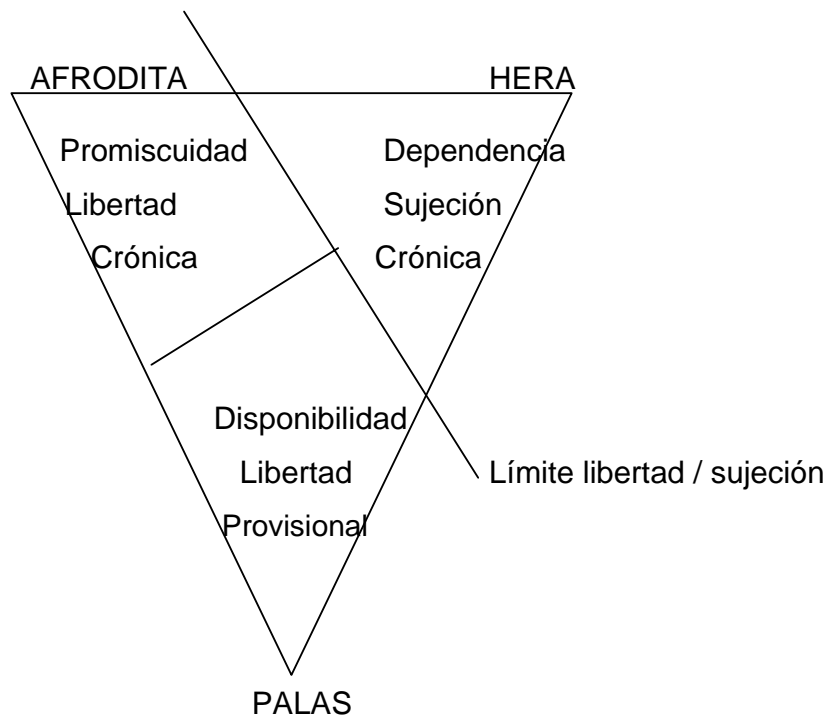 AFRODITA HERA
Promiscuidad Dependencia
Libertad Sujeción
Crónica Crónica
Disponibilidad
Libertad Límite libertad / sujeción
Provisional
PALAS